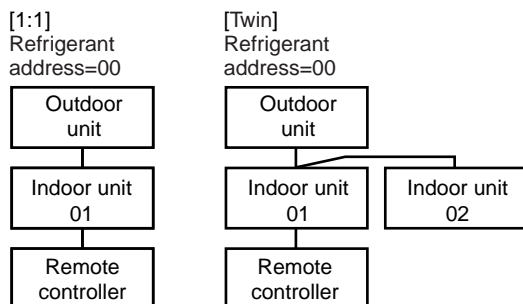 [1:1]
Refrigerant
address=00
Outdoor
unit
Indoor unit
01
Remote
controller
[Twin]
Refrigerant
address=00
Outdoor
unit
Indoor unit
01
Indoor unit
02
Remote
controller